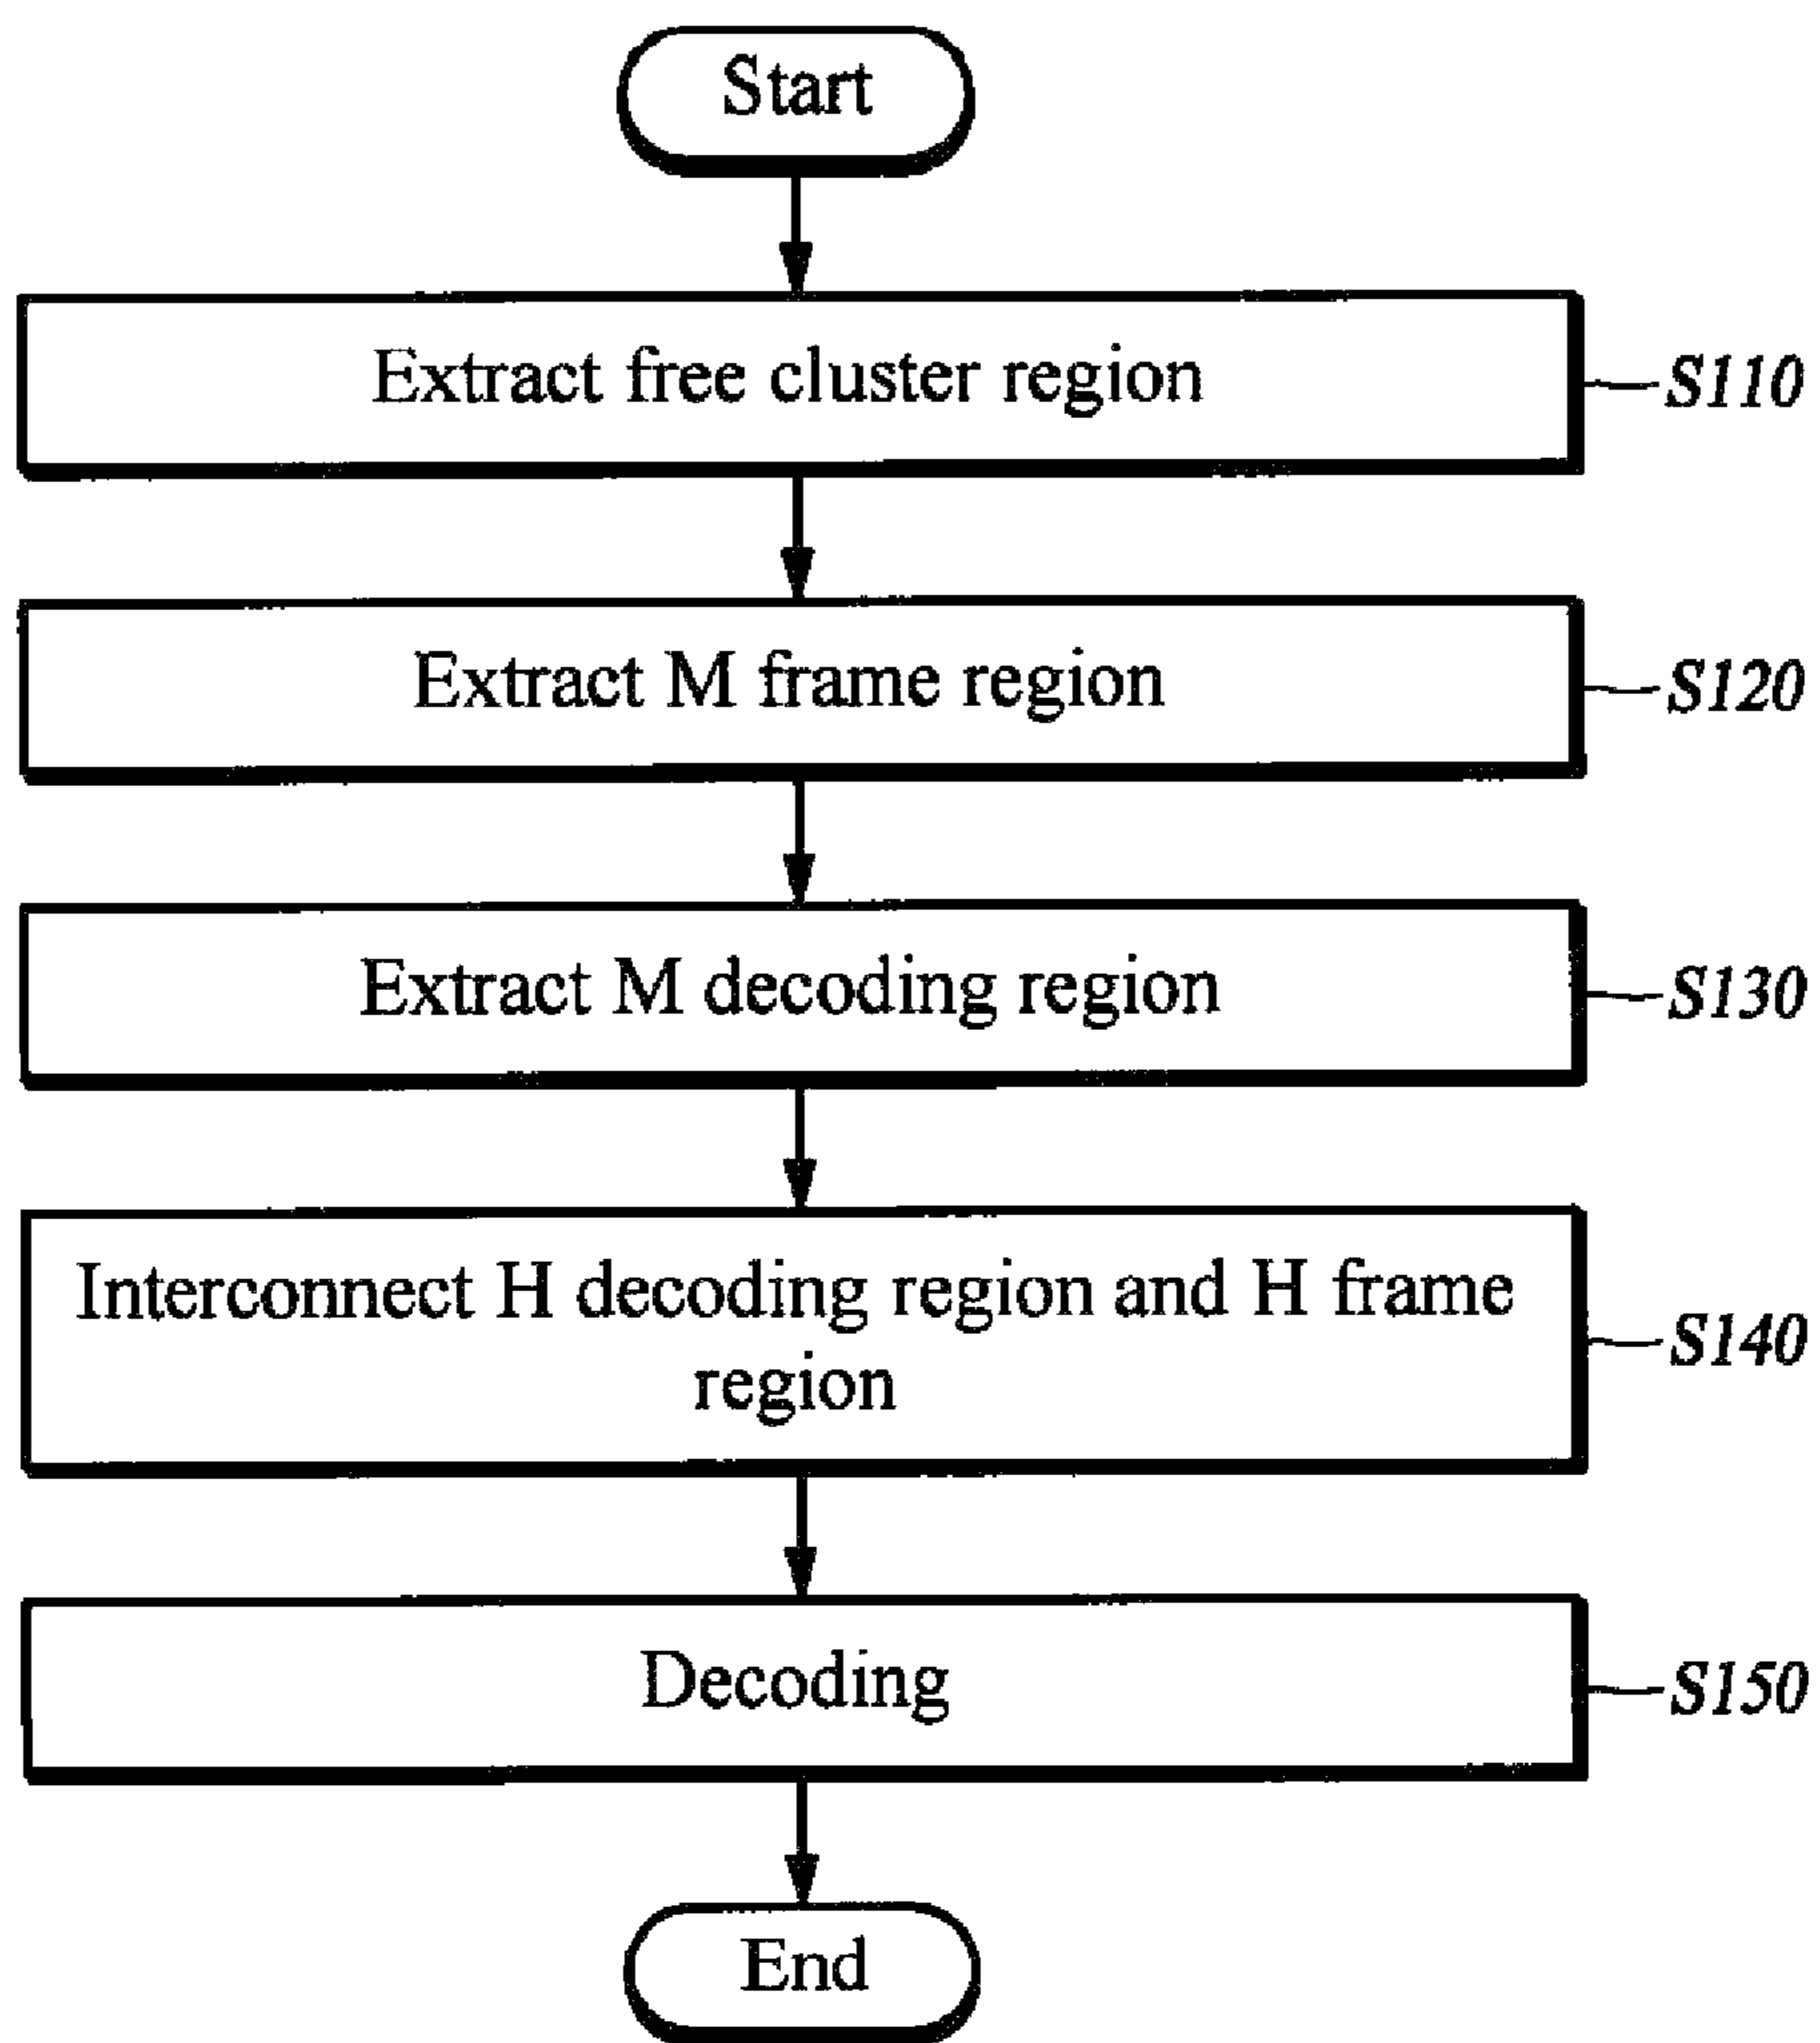 Start
Extract free cluster region
S110
Extract M frame region
S120
Extract M decoding region
S130
Interconnect H decoding region and H frame
region
S140
Decoding
S150
End